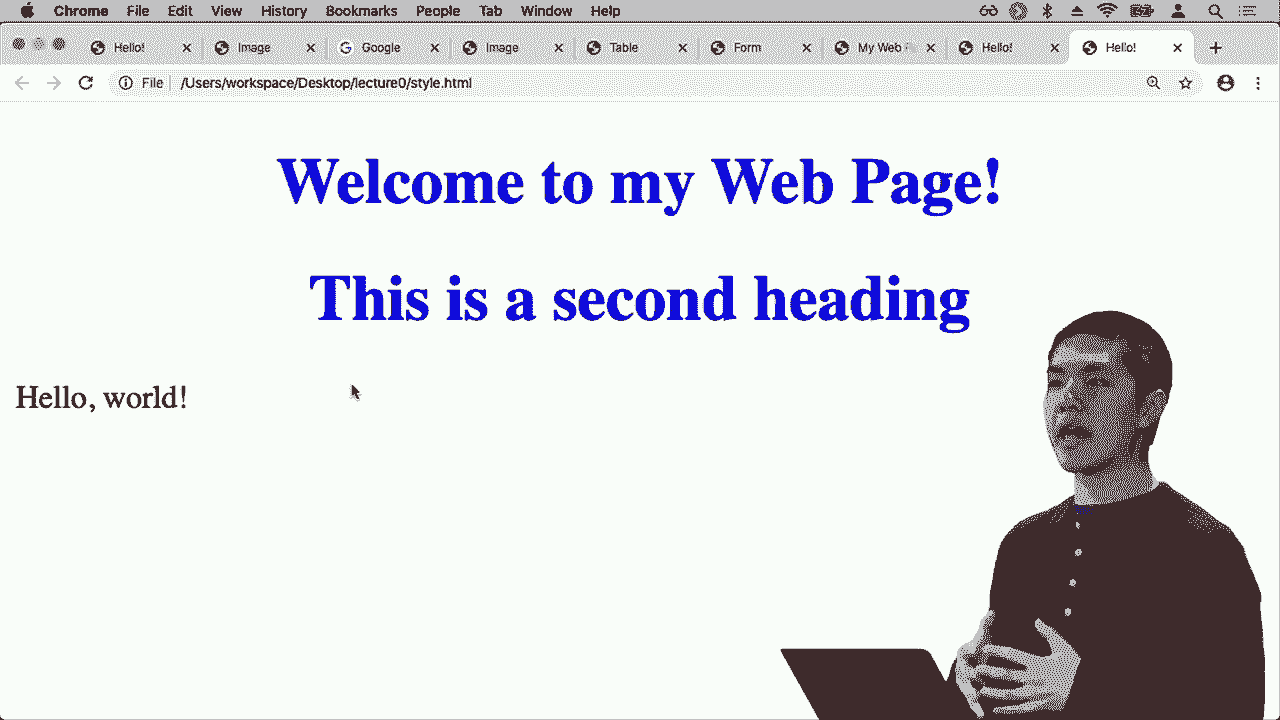 Chrome File Edit View History Bookmarks People Tab Window Help
Hello! Image Google Image Table Form My Web Hello! Hello!
File /Users/workspace/Desktop/lecture0/style.html
Welcome to my Web Page!
This is a second heading
Hello, world!